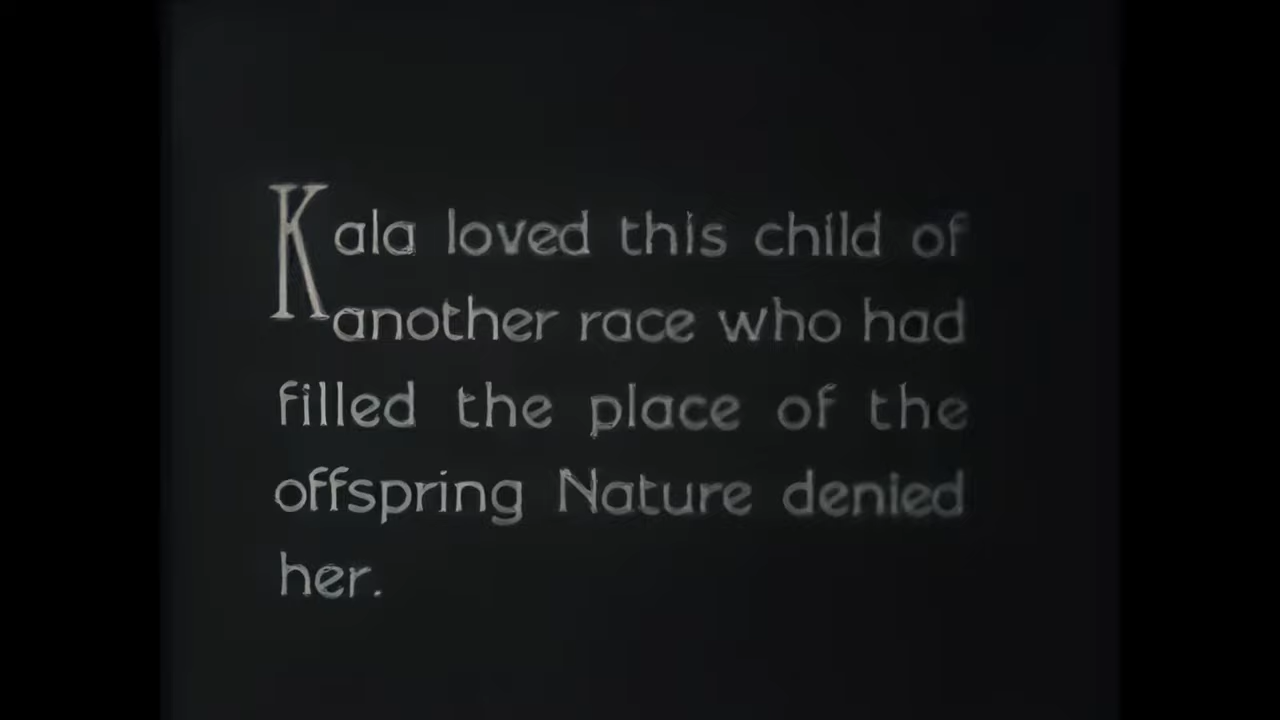 Kala loved this child of
another race who had
filled the place of the
offspring Nature denied
her.